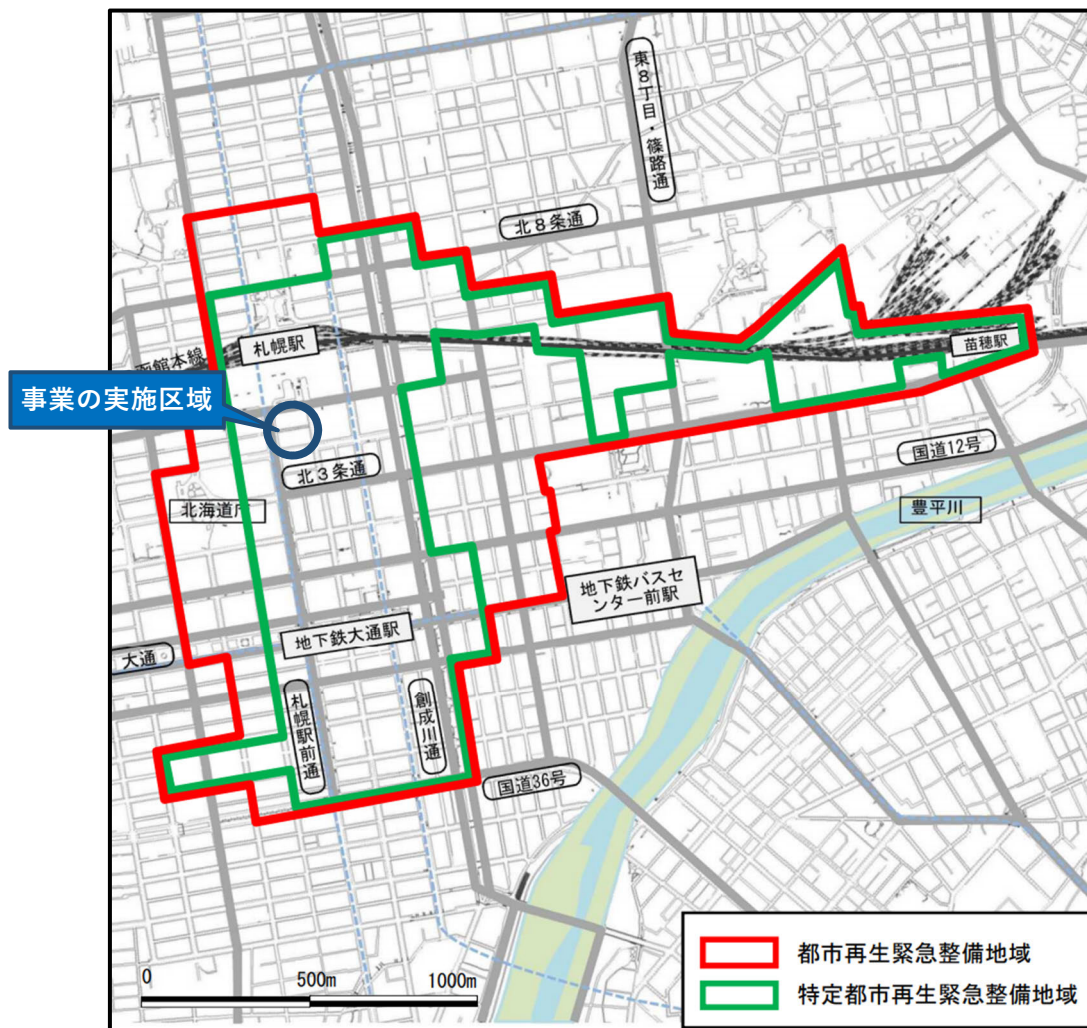 東8丁目・篠路通
北8条通
函館本線
札幌駅
苗穂駅
事業の実施区域
北3条通
国道12号
北海道庁
豊平川
地下鉄バスセ
ンター前駅
地下鉄大通駅
大通
札幌駅前通
創成川通
国道36号
0 500m 1000m
都市再生緊急整備地域
特定都市再生緊急整備地域